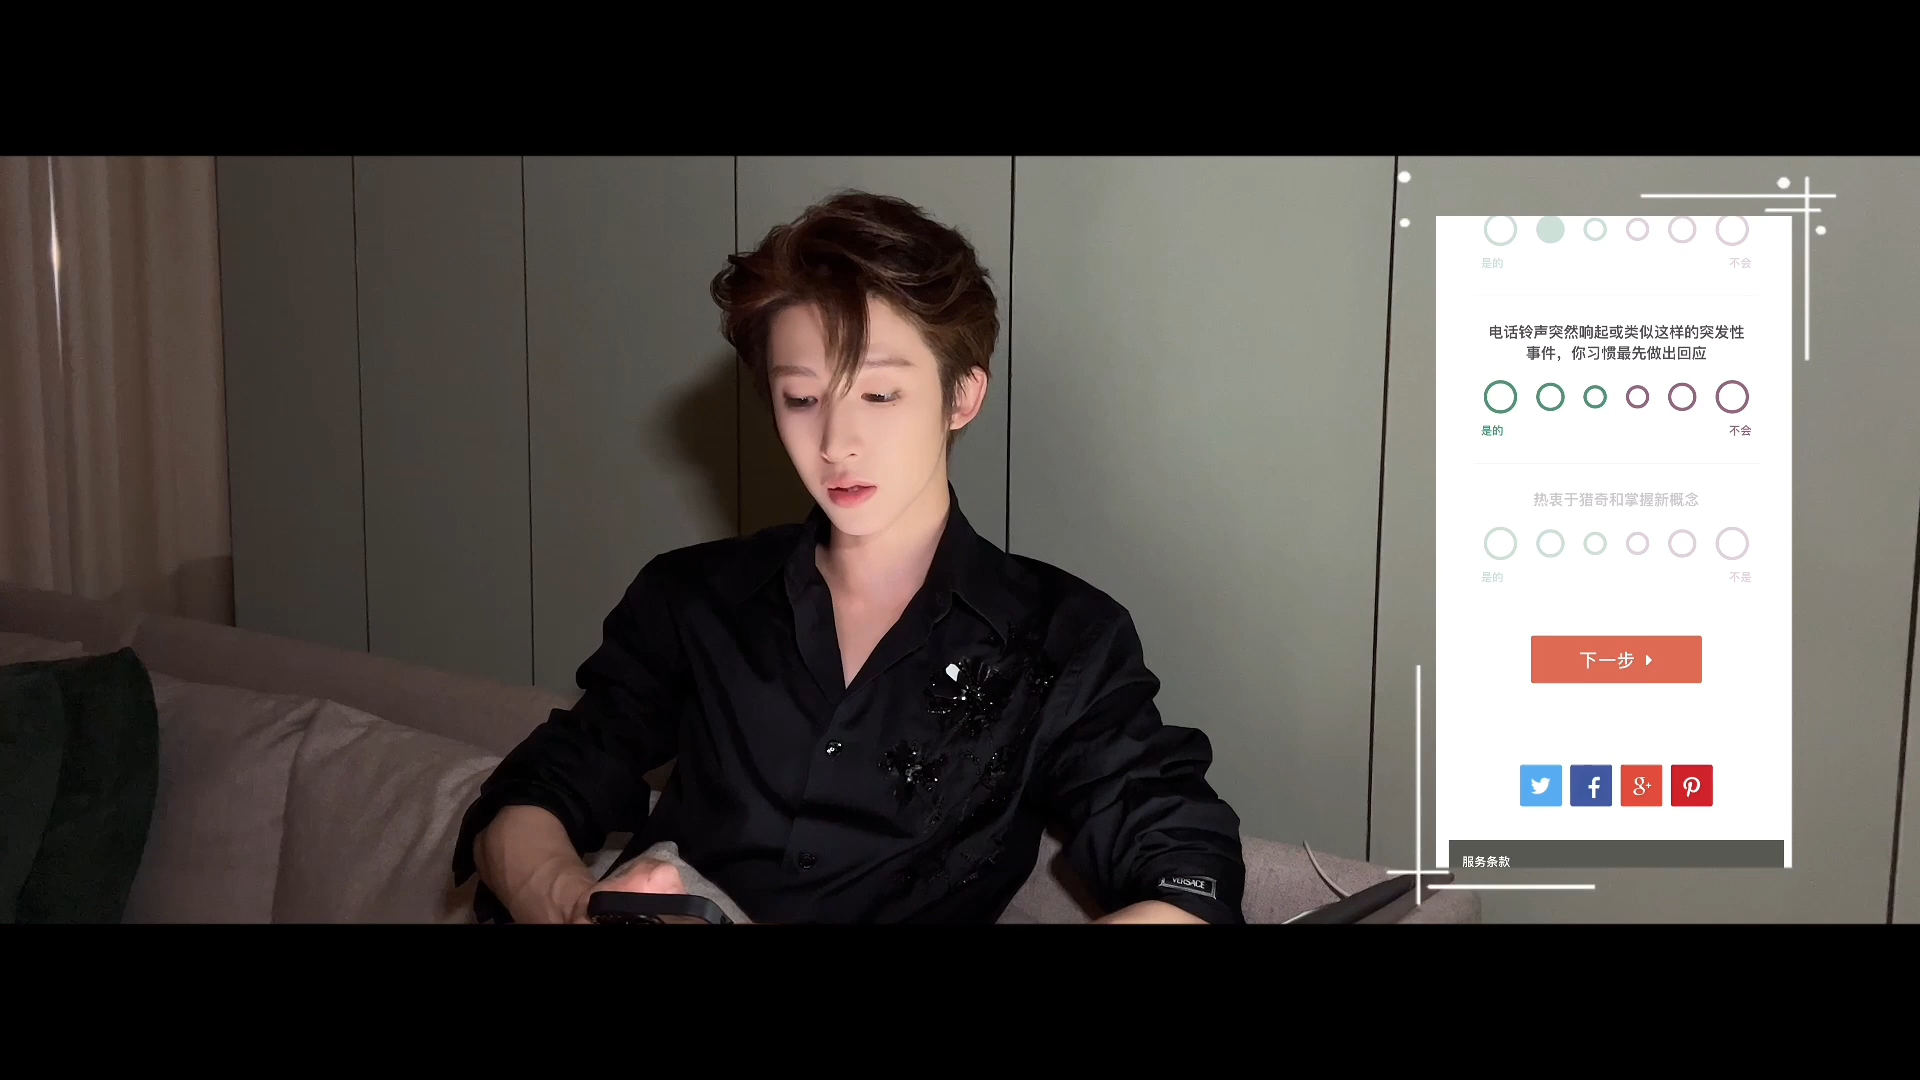 是的
不会
电话铃声突然响起或类似这样的突发性
事件，你习惯最先做出回应
是的
不会
热衷于猎奇和掌握新概念
是的
不是
下一步
服务条款
VERSACE